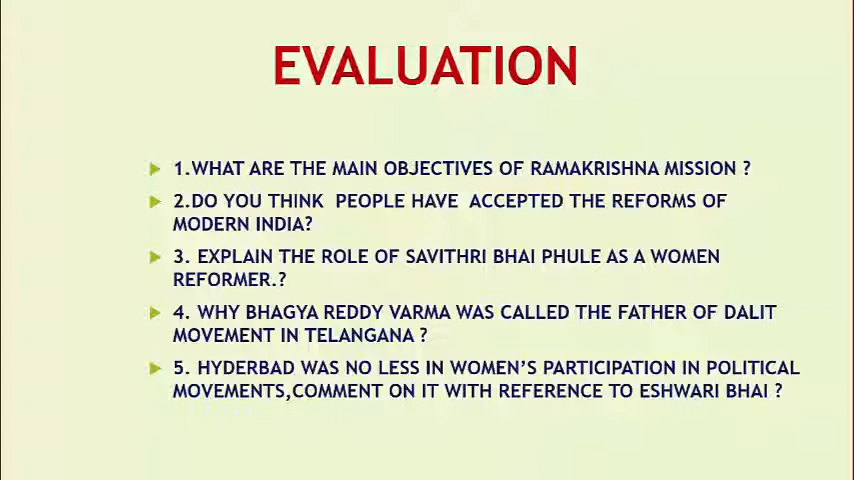 EVALUATION
1.WHAT ARE THE MAIN OBJECTIVES OF RAMAKRISHNA MISSION ?
2.DO YOU THINK PEOPLE HAVE ACCEPTED THE REFORMS OF
MODERN INDIA?
3. EXPLAIN THE ROLE OF SAVITHRI BHAI PHULE AS A WOMEN
REFORMER.?
4. WHY BHAGYA REDDY VARMA WAS CALLED THE FATHER OF DALIT
MOVEMENT IN TELANGANA ?
5. HYDERBAD WAS NO LESS IN WOMEN'S PARTICIPATION IN POLITICAL
MOVEMENTS,COMMENT ON IT WITH REFERENCE TO ESHWARI BHAI ?